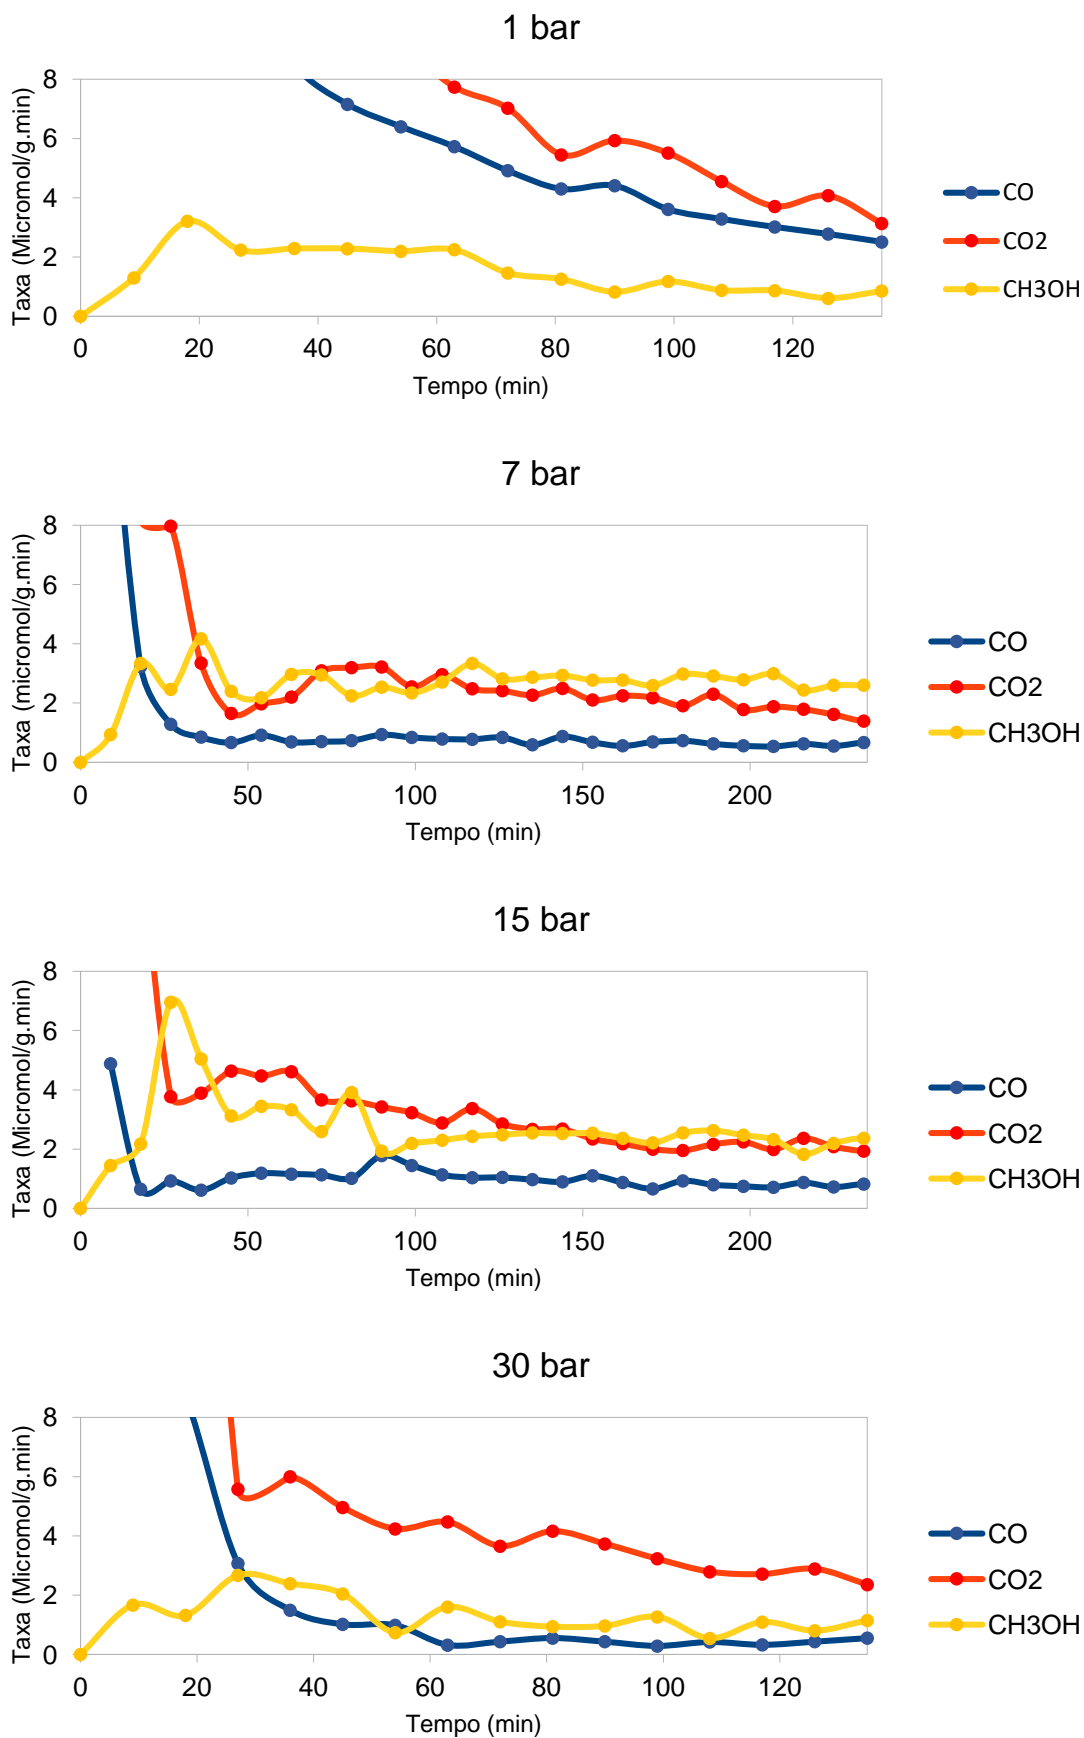 1 bar
Taxa (Micromol/g.min)
8
6
4
2
0
0 20 40 60 80 100 120
Tempo (min)
CO
CO2
CH3OH
7 bar
Taxa (micromol/g.min)
8
6
4
2
0
0 50 100 150 200
Tempo (min)
CO
CO2
CH3OH
15 bar
Taxa (Micromol/g.min)
8
6
4
2
0
0 50 100 150 200
Tempo (min)
CO
CO2
CH3OH
30 bar
Taxa (Micromol/g.min)
8
6
4
2
0
0 20 40 60 80 100 120
Tempo (min)
CO
CO2
CH3OH